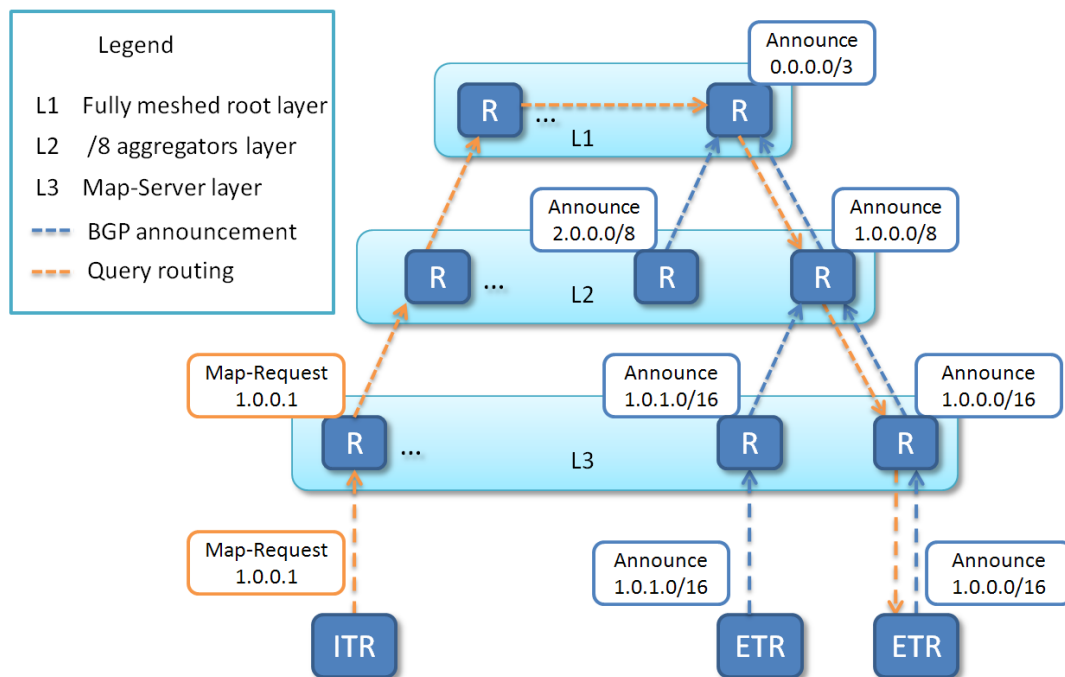 Legend
L1 Fully meshed root layer
L2 /8 aggregators layer
L3 Map-Server layer
BGP announcement
Query routing
Announce
0.0.0.0/3
R
...
R
L1
Announce
2.0.0.0/8
Announce
1.0.0.0/8
R
...
R
R
L2
Map-Request
1.0.0.1
Announce
1.0.1.0/16
Announce
1.0.0.0/16
R
...
R
R
L3
Map-Request
1.0.0.1
Announce
1.0.1.0/16
Announce
1.0.0.0/16
ITR
ETR
ETR